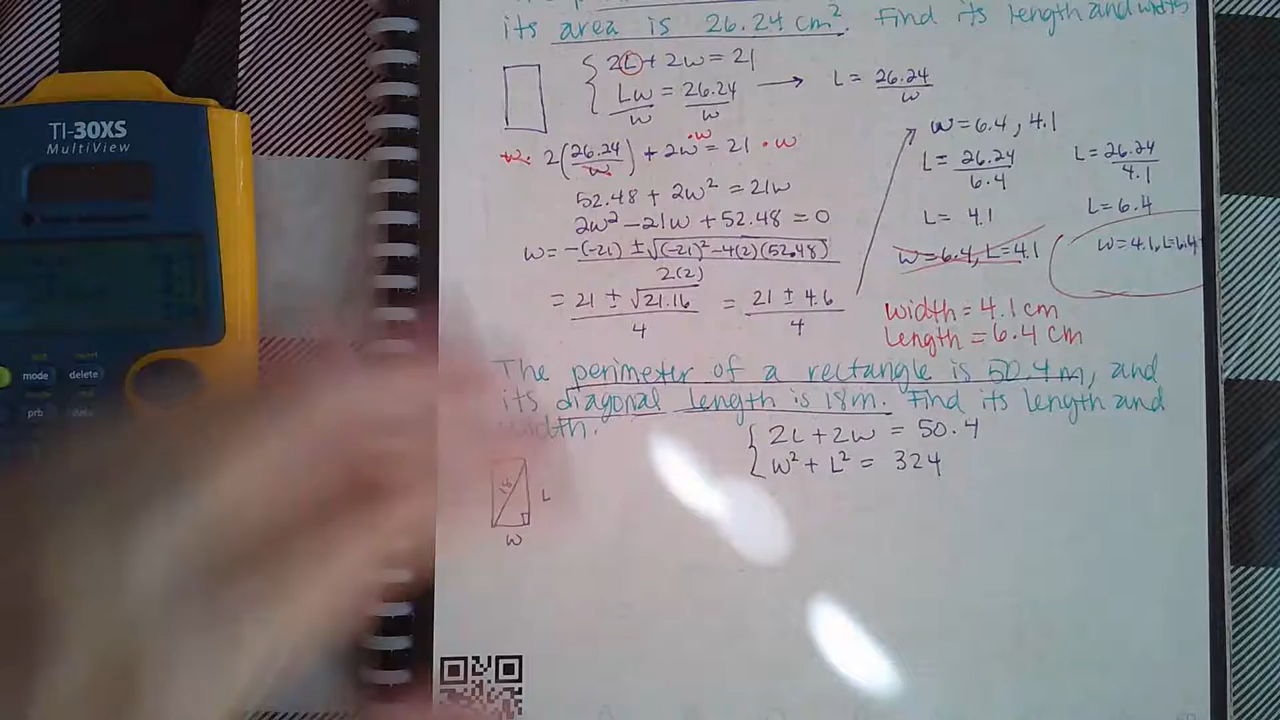 its area is 26.24 cm². Find its length and width
{ 2L + 2w = 21
Lw/w = 26.24/w → L = 26.24/w
w · 2(26.24/w) + 2w · w = 21 · w
52.48 + 2w² = 21w
2w² - 21w + 52.48 = 0
w = -(-21) ± √(-21)² - 4(2)(52.48) / 2(2)
= 21 ± √21.16 / 4 = 21 ± 4.6 / 4
w = 6.4, 4.1
L = 26.24/6.4
L = 4.1
w = 6.4, L = 4.1
L = 26.24/4.1
L = 6.4
w = 4.1, L = 6.4
width = 4.1 cm
length = 6.4 cm
The perimeter of a rectangle is 50.4 m, and
its diagonal length is 18m. Find its length and
width.
{ 2L + 2w = 50.4
w² + L² = 324
18
L
w
TI-30XS
MultiView
mode
delete
prb